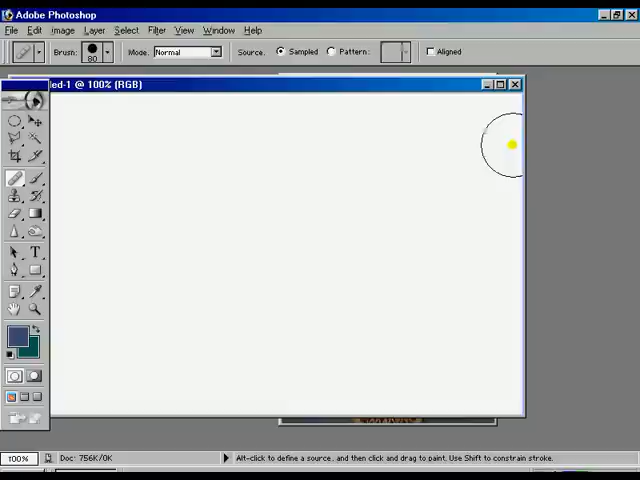 Adobe Photoshop
File Edit Image Layer Select Filter View Window Help
Brush: 80 Mode: Normal Source: Sampled Pattern: Aligned
ed-1 @ 100% (RGB)
T
100% Doc: 756K/0K Alt-click to define a source, and then click and drag to paint. Use Shift to constrain stroke.